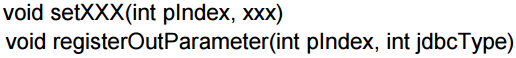 void setXXX(int pIndex, xxx)
void registerOutParameter(int pIndex, int jdbcType)